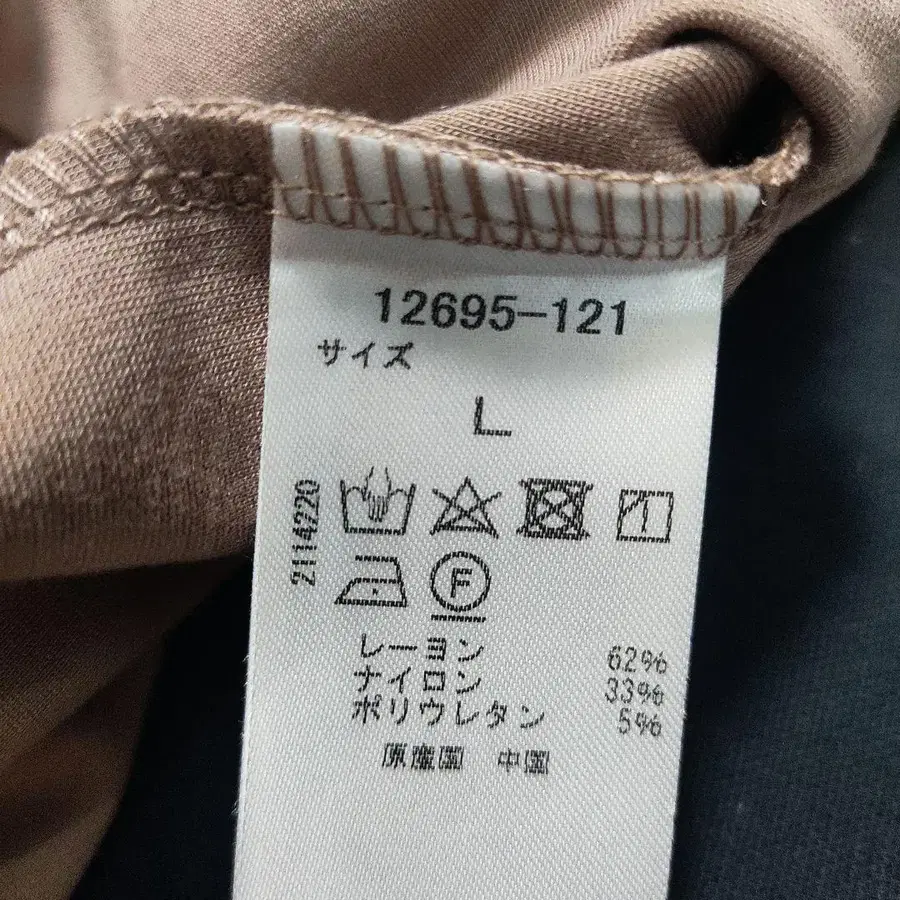 12695-121
サイズ
L
2114220
F
レーヨン 62%
ナイロン 33%
ポリウレタン 5%
原産国 中国